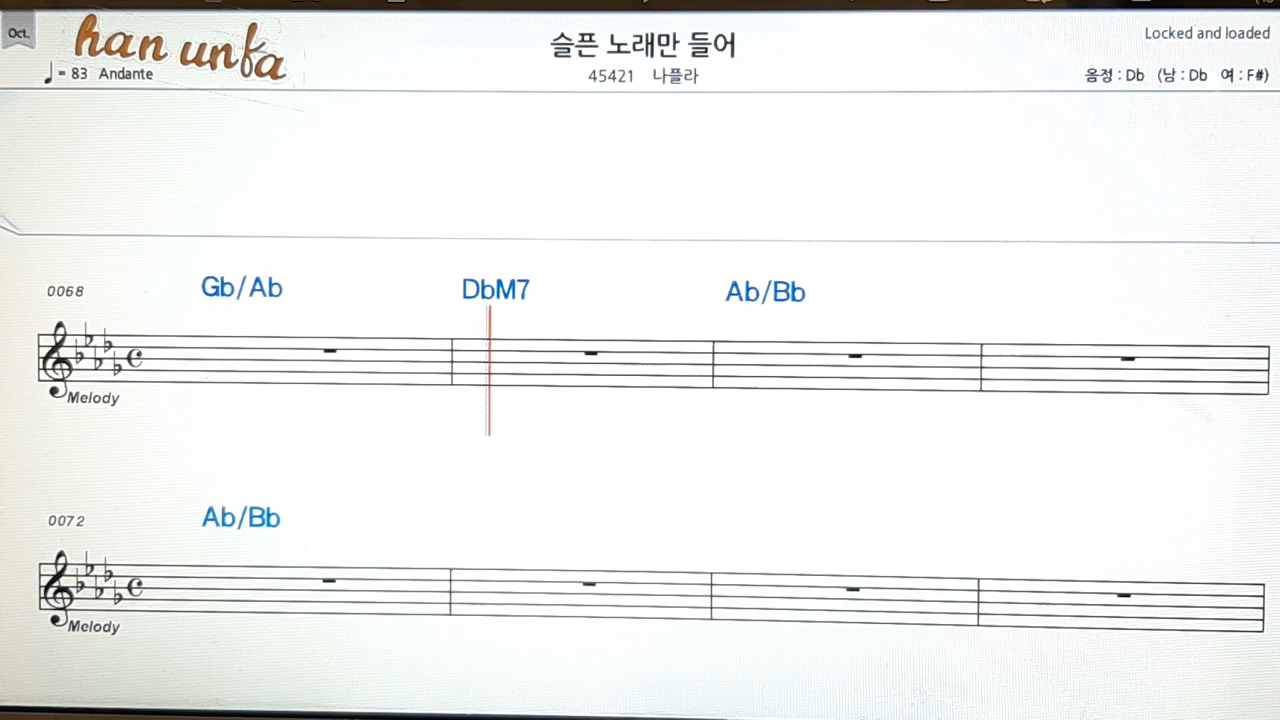 Oct.
han unfa
슬픈 노래만 들어
Locked and loaded
♩= 83 Andante
45421 나플라
음정 : Db (남 : Db 여 : F#)
0068
Gb/Ab DbM7 Ab/Bb
Melody
0072
Ab/Bb
Melody